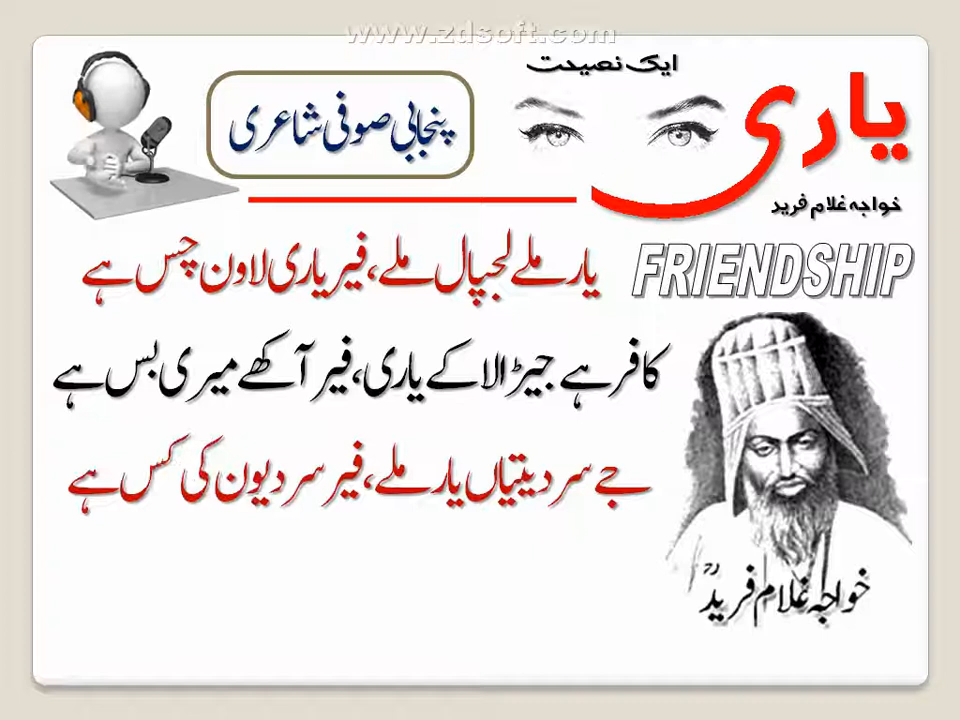 www.zdsoft.com
ایک نصیحت
یاری
پنجابی صوفی شاعری
خواجہ غلام فرید
FRIENDSHIP
یار ملے لجپال ملے، فیر یاری لاون چس ہے
کافر ہے جیڑا لا کے یاری، فیر آکھے میری بس ہے
جے سر دیتیاں یار ملے، فیر سر دیون کی کس ہے
خواجہ غلام فریدؒ